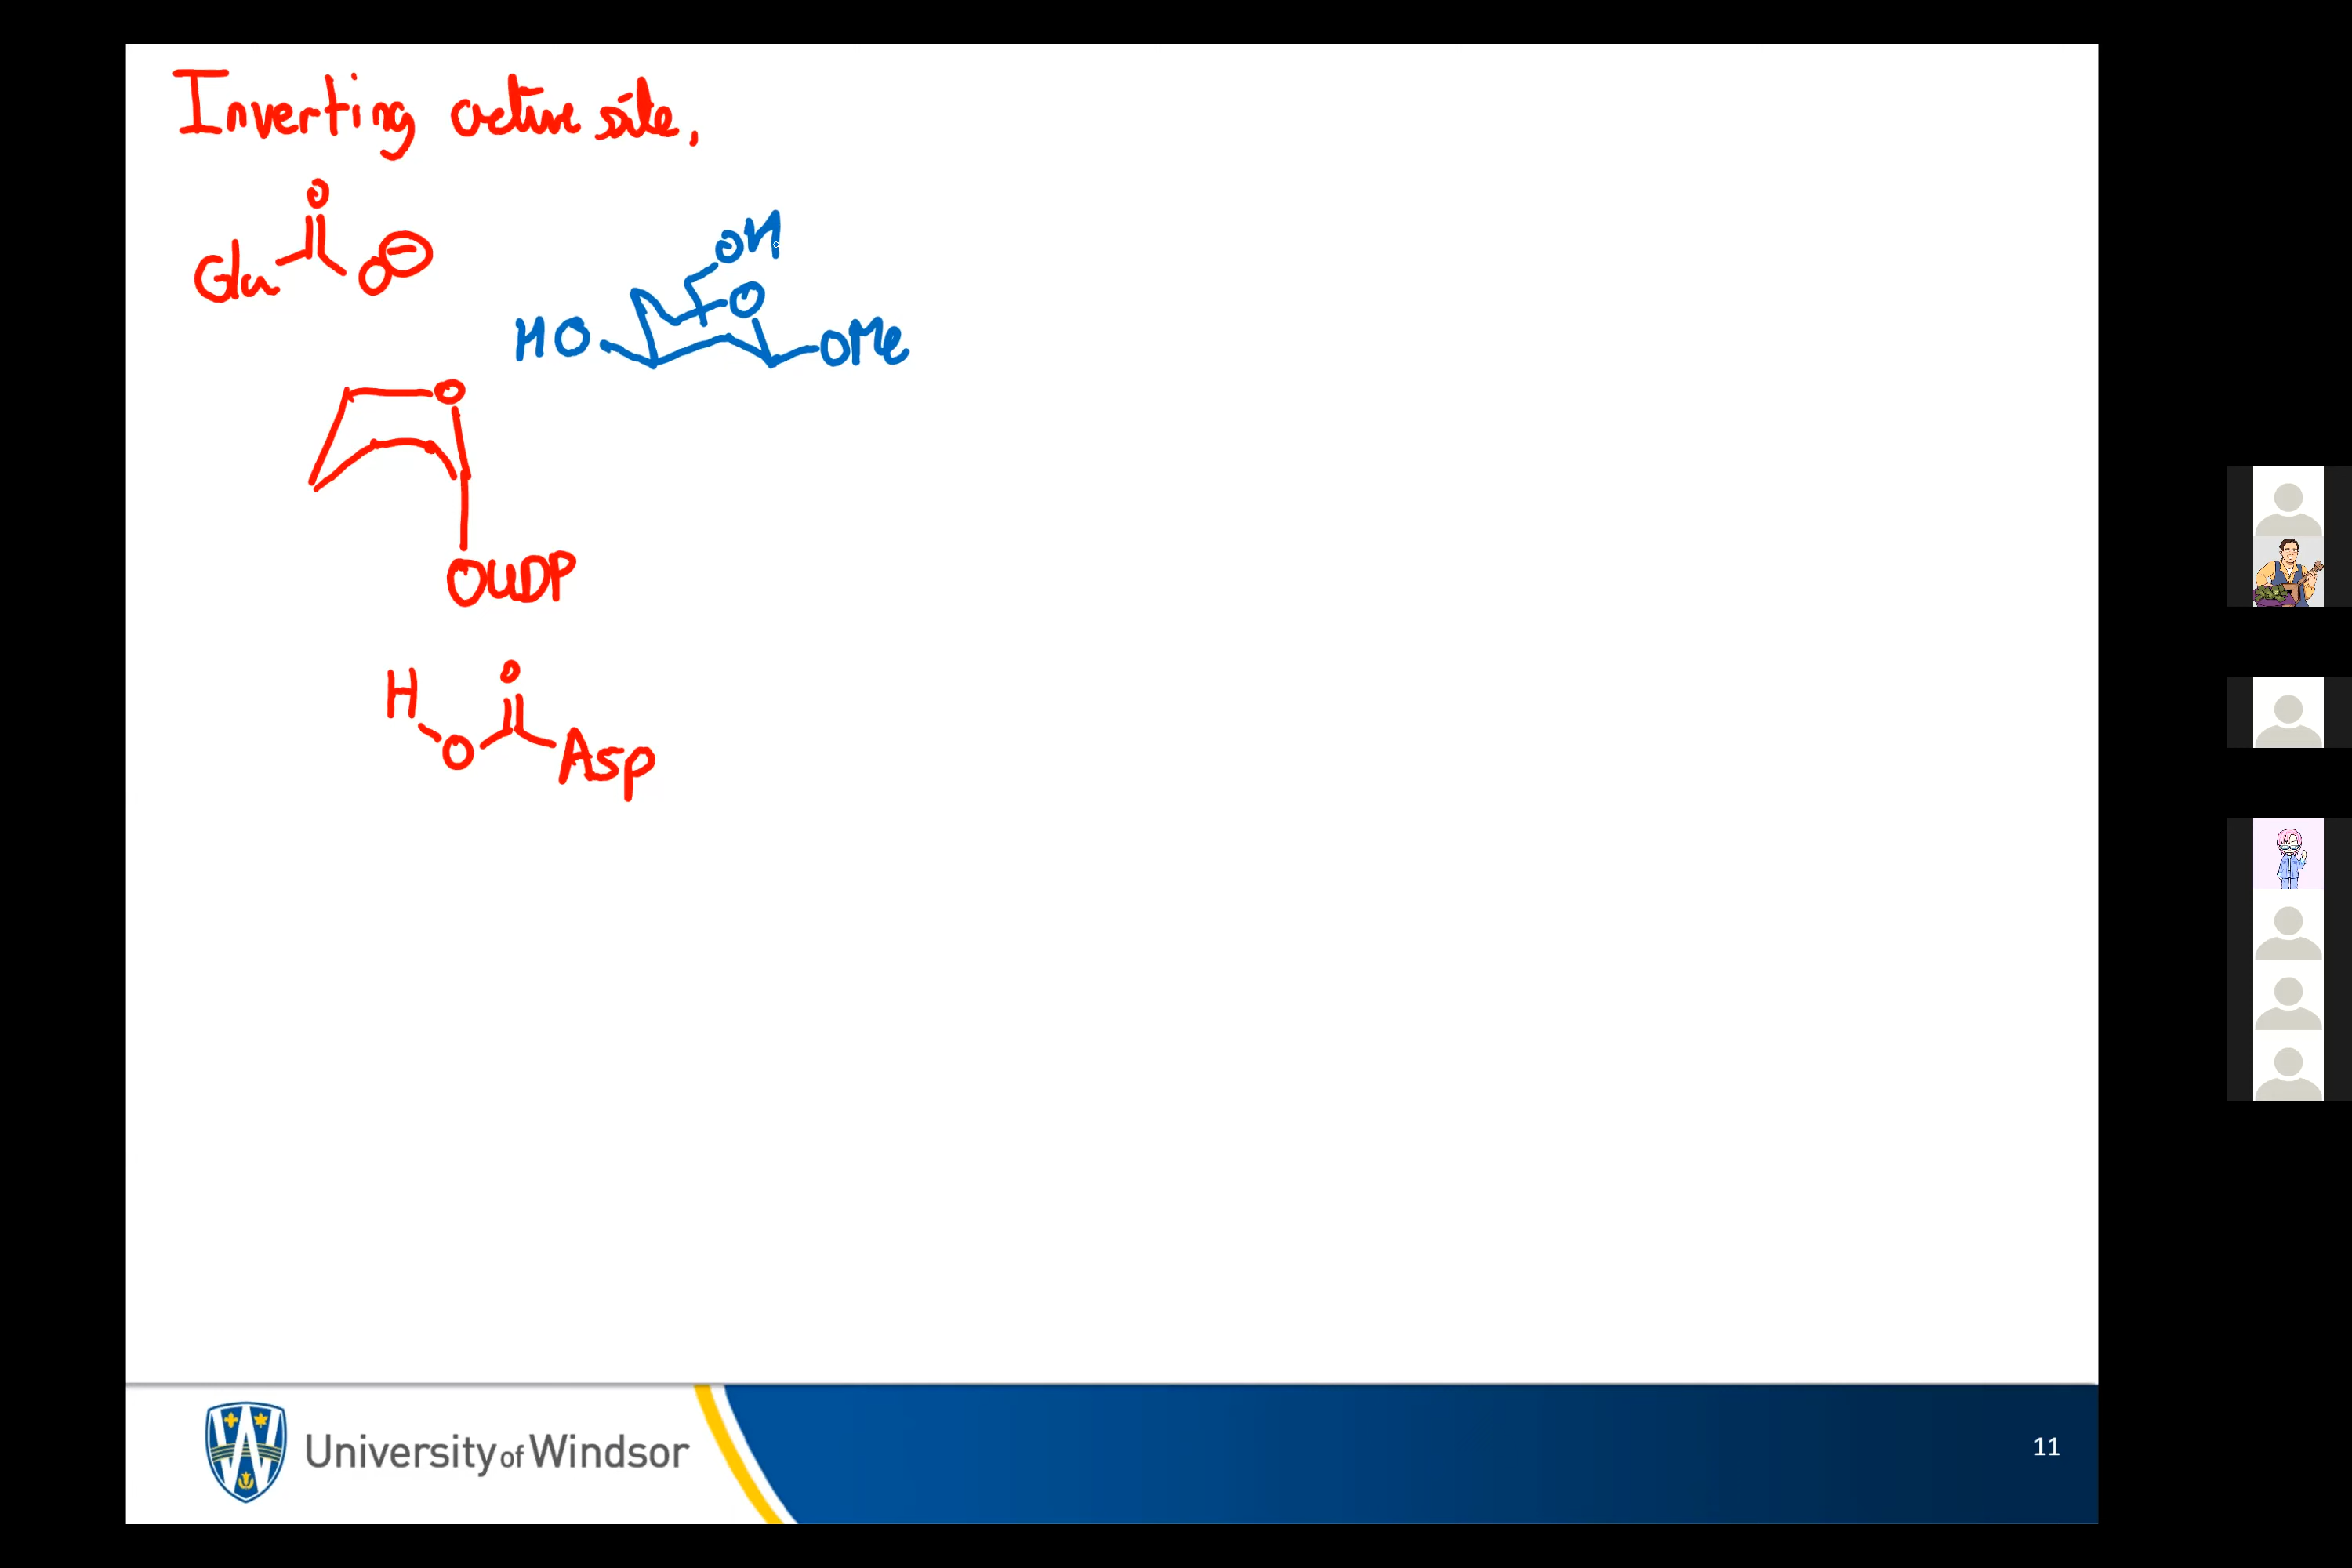 Inverting active site,
O
Glu O ⊖
OH
HO O OMe
O
OUDP
H O
O Asp
University of Windsor
11